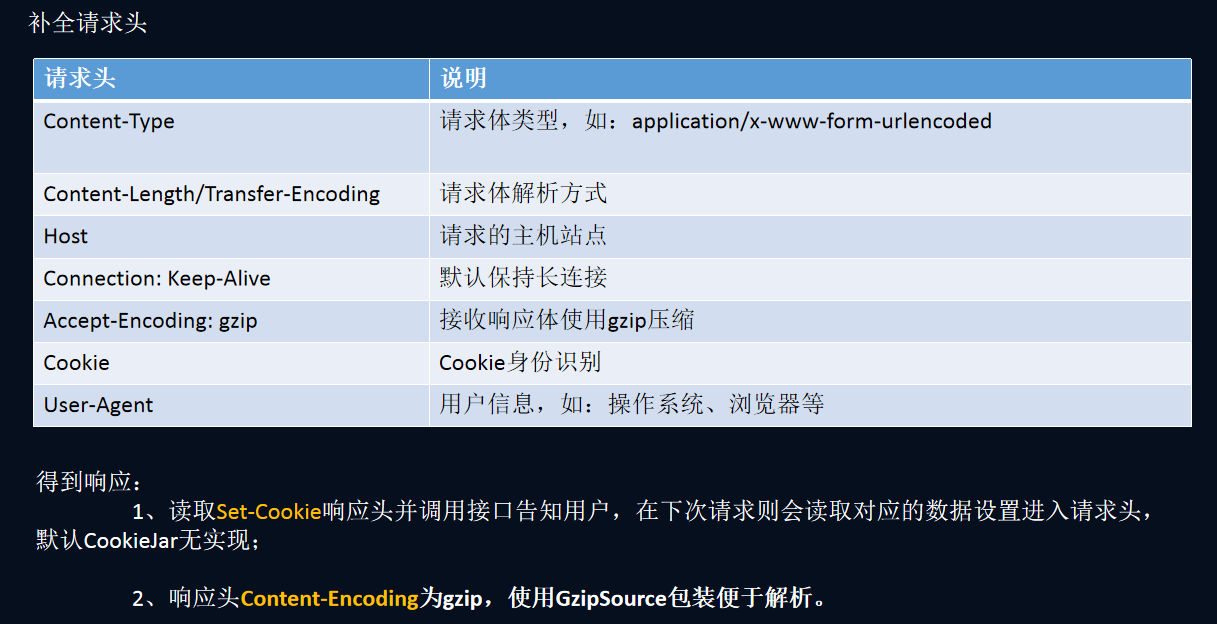 补全请求头
请求头 说明
Content-Type 请求体类型，如：application/x-www-form-urlencoded
Content-Length/Transfer-Encoding 请求体解析方式
Host 请求的主机站点
Connection: Keep-Alive 默认保持长连接
Accept-Encoding: gzip 接收响应体使用gzip压缩
Cookie Cookie身份识别
User-Agent 用户信息，如：操作系统、浏览器等
得到响应：
1、读取Set-Cookie响应头并调用接口告知用户，在下次请求则会读取对应的数据设置进入请求头，
默认CookieJar无实现；
2、响应头Content-Encoding为gzip，使用GzipSource包装便于解析。